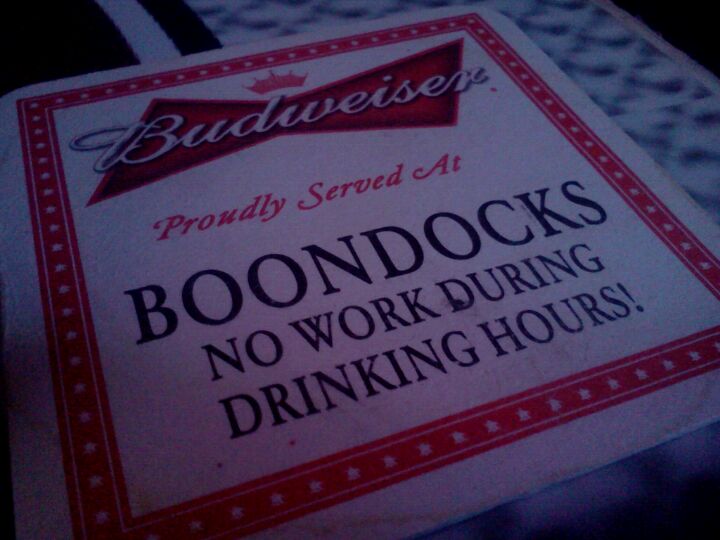 Budweiser
Proudly Served At
BOONDOCKS
NO WORK DURING
DRINKING HOURS!